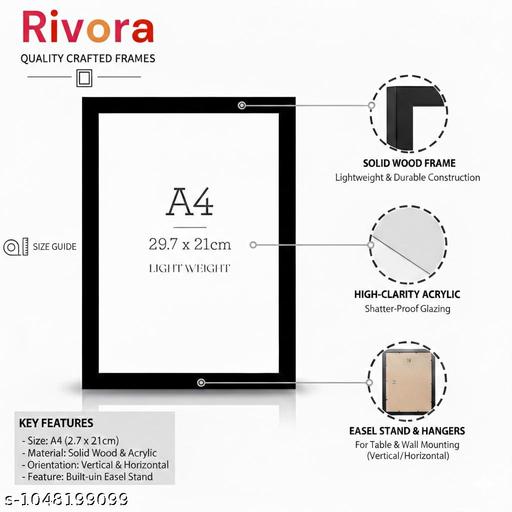 Rivora
QUALITY CRAFTED FRAMES
A4
29.7 x 21cm
LIGHT WEIGHT
SIZE GUIDE
SOLID WOOD FRAME
Lightweight & Durable Construction
HIGH-CLARITY ACRYLIC
Shatter-Proof Glazing
EASEL STAND & HANGERS
For Table & Wall Mounting
(Vertical/Horizontal)
KEY FEATURES
- Size: A4 (2.7 x 21cm)
- Material: Solid Wood & Acrylic
- Orientation: Vertical & Horizontal
- Feature: Built-uin Easel Stand
s-1048199099